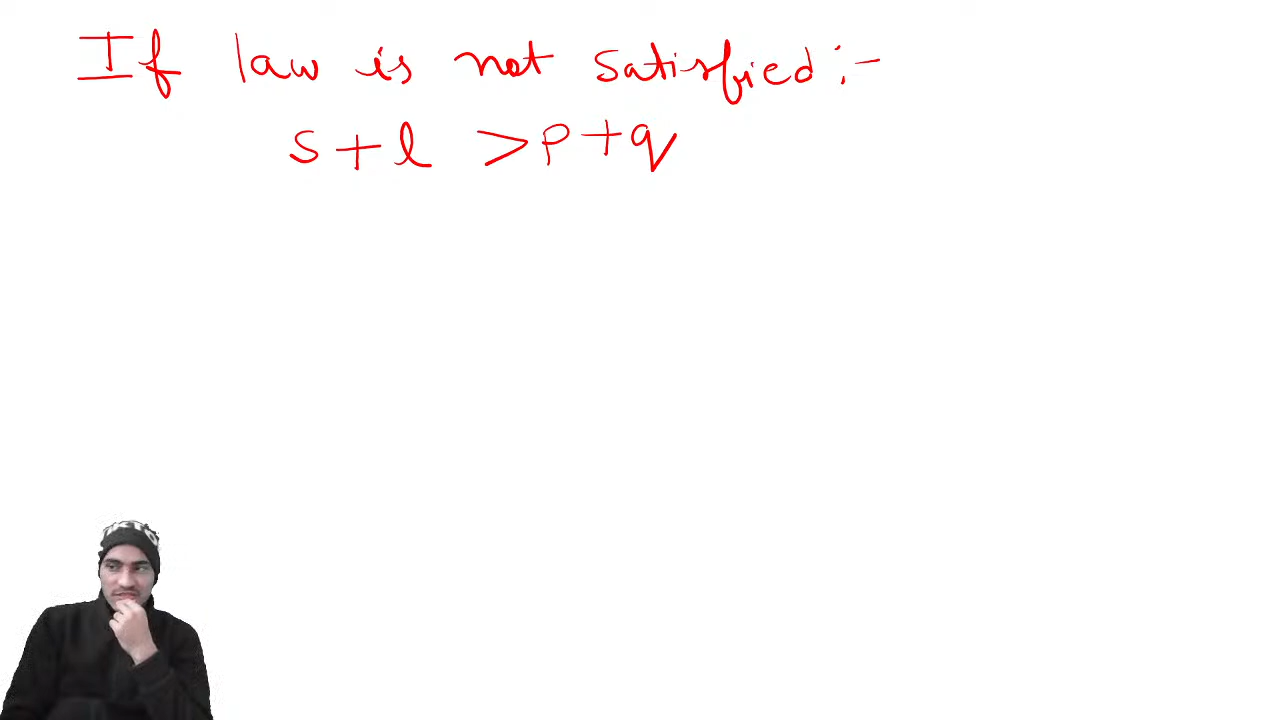 If law is not satisfied :-
s + l > p + q